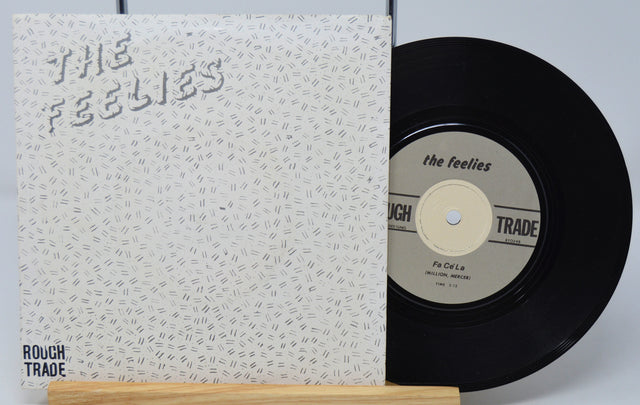 THE
FEELIES
ROUGH
TRADE
the feelies
UGH TRADE
Fa Cé La
(MILLION, MERCER)